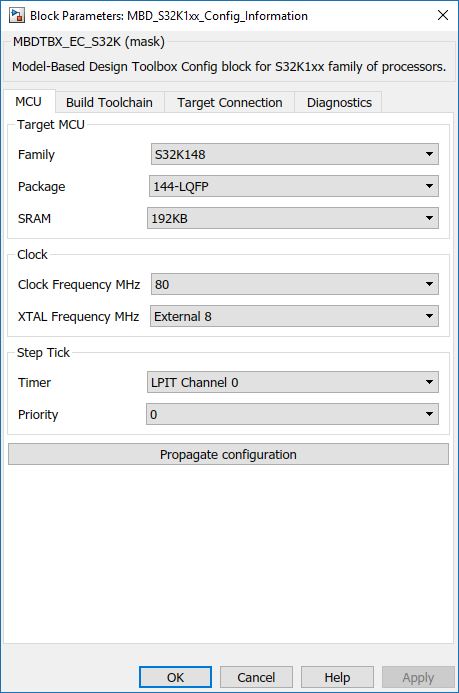 Block Parameters: MBD_S32K1xx_Config_Information
MBDTBX_EC_S32K (mask)
Model-Based Design Toolbox Config block for S32K1xx family of processors.
MCU Build Toolchain Target Connection Diagnostics
Target MCU
Family S32K148
Package 144-LQFP
SRAM 192KB
Clock
Clock Frequency MHz 80
XTAL Frequency MHz External 8
Step Tick
Timer LPIT Channel 0
Priority 0
Propagate configuration
OK Cancel Help Apply